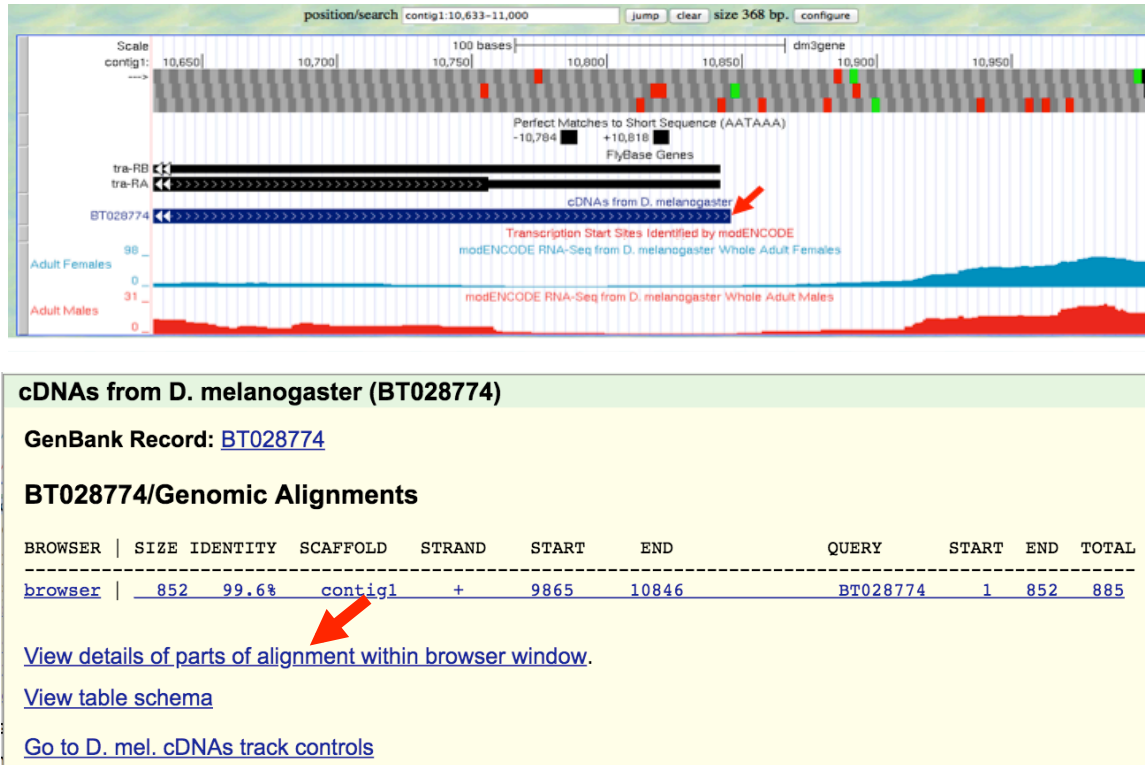 position/search contig1:10,633-11,000 jump clear size 368 bp. configure
Scale 100 bases dm3gene
contig1: 10,650 10,700 10,750 10,800 10,850 10,900 10,950
--->
Perfect Matches to Short Sequence (AATAAA)
-10,784 +10,818
FlyBase Genes
tra-RB
tra-RA
cDNAs from D. melanogaster
BT028774
Transcription Start Sites Identified by modENCODE
modENCODE RNA-Seq from D. melanogaster Whole Adult Females
98 _
Adult Females
0 _
modENCODE RNA-Seq from D. melanogaster Whole Adult Males
31 _
Adult Males
0 _
cDNAs from D. melanogaster (BT028774)
GenBank Record: BT028774
BT028774/Genomic Alignments
BROWSER | SIZE IDENTITY SCAFFOLD STRAND START END QUERY START END TOTAL
browser | 852 99.6% contig1 + 9865 10846 BT028774 1 852 885
View details of parts of alignment within browser window.
View table schema
Go to D. mel. cDNAs track controls